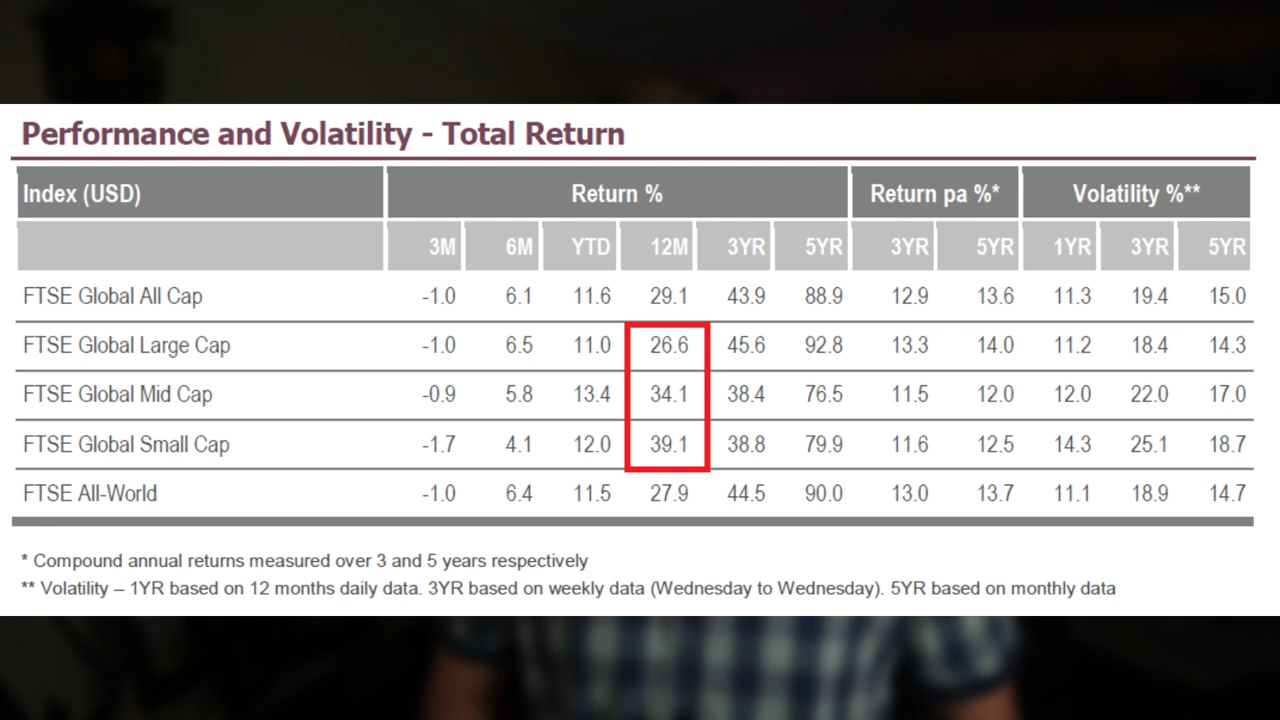 Performance and Volatility - Total Return
Index (USD) Return % Return pa %* Volatility %**
3M 6M YTD 12M 3YR 5YR 3YR 5YR 1YR 3YR 5YR
FTSE Global All Cap -1.0 6.1 11.6 29.1 43.9 88.9 12.9 13.6 11.3 19.4 15.0
FTSE Global Large Cap -1.0 6.5 11.0 26.6 45.6 92.8 13.3 14.0 11.2 18.4 14.3
FTSE Global Mid Cap -0.9 5.8 13.4 34.1 38.4 76.5 11.5 12.0 12.0 22.0 17.0
FTSE Global Small Cap -1.7 4.1 12.0 39.1 38.8 79.9 11.6 12.5 14.3 25.1 18.7
FTSE All-World -1.0 6.4 11.5 27.9 44.5 90.0 13.0 13.7 11.1 18.9 14.7
* Compound annual returns measured over 3 and 5 years respectively
** Volatility – 1YR based on 12 months daily data. 3YR based on weekly data (Wednesday to Wednesday). 5YR based on monthly data